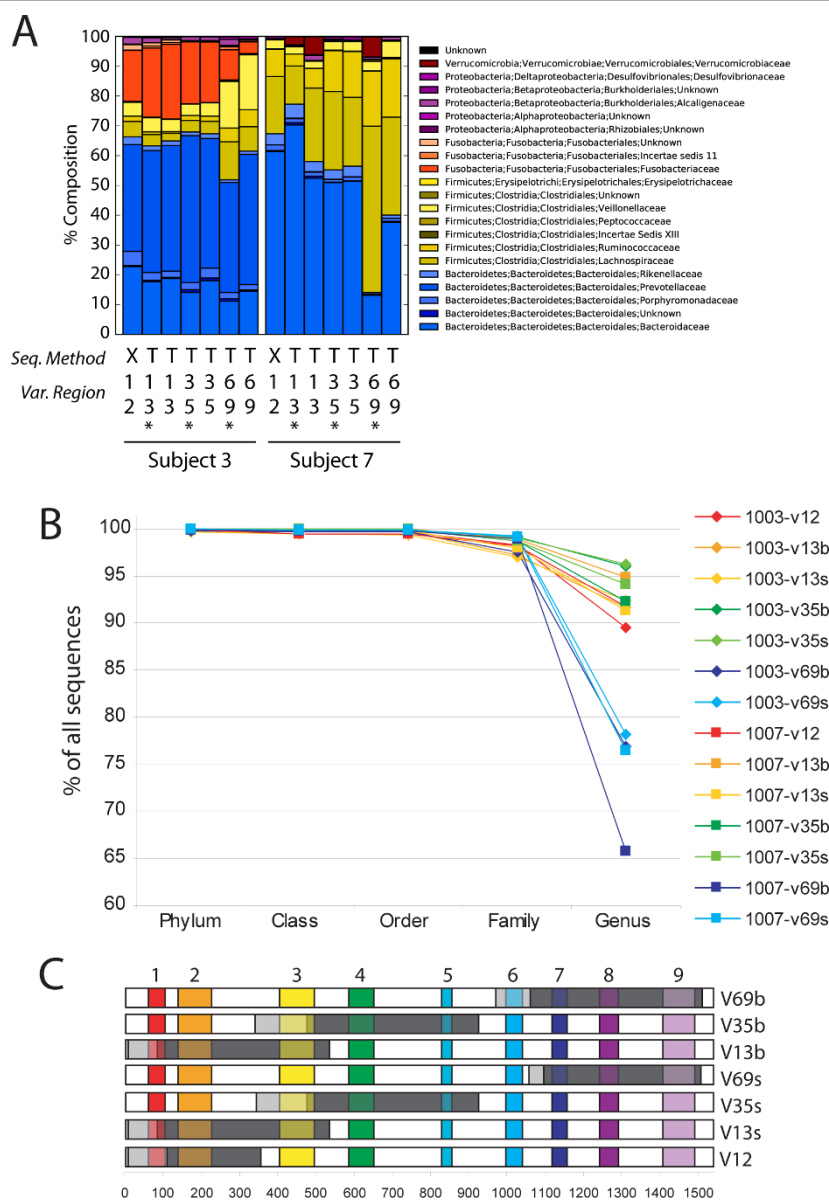 A
100
90
80
70
60
50
40
30
20
10
0
% Composition
Unknown
Verrucomicrobia;Verrucomicrobiae;Verrucomicrobiales;Verrucomicrobiaceae
Proteobacteria;Deltaproteobacteria;Desulfovibrionales;Desulfovibrionaceae
Proteobacteria;Betaproteobacteria;Burkholderiales;Unknown
Proteobacteria;Betaproteobacteria;Burkholderiales;Alcaligenaceae
Proteobacteria;Alphaproteobacteria;Unknown
Proteobacteria;Alphaproteobacteria;Rhizobiales;Unknown
Fusobacteria;Fusobacteria;Fusobacteriales;Unknown
Fusobacteria;Fusobacteria;Fusobacteriales;Incertae sedis 11
Fusobacteria;Fusobacteria;Fusobacteriales;Fusobacteriaceae
Firmicutes;Erysipelotrichi;Erysipelotrichales;Erysipelotrichaceae
Firmicutes;Clostridia;Clostridiales;Unknown
Firmicutes;Clostridia;Clostridiales;Veillonellaceae
Firmicutes;Clostridia;Clostridiales;Peptococcaceae
Firmicutes;Clostridia;Clostridiales;Incertae Sedis XIII
Firmicutes;Clostridia;Clostridiales;Ruminococcaceae
Firmicutes;Clostridia;Clostridiales;Lachnospiraceae
Bacteroidetes;Bacteroidetes;Bacteroidales;Rikenellaceae
Bacteroidetes;Bacteroidetes;Bacteroidales;Prevotellaceae
Bacteroidetes;Bacteroidetes;Bacteroidales;Porphyromonadaceae
Bacteroidetes;Bacteroidetes;Bacteroidales;Unknown
Bacteroidetes;Bacteroidetes;Bacteroidales;Bacteroidaceae
Seq. Method X T T T T T T X T T T T T T
Var. Region 1 1 1 3 3 6 6 1 1 1 3 3 6 6
2 3 3 5 5 9 9 2 3 3 5 5 9 9
* * * * * *
Subject 3 Subject 7
B
100
95
90
85
80
75
70
65
60
% of all sequences
Phylum Class Order Family Genus
1003-v12
1003-v13b
1003-v13s
1003-v35b
1003-v35s
1003-v69b
1003-v69s
1007-v12
1007-v13b
1007-v13s
1007-v35b
1007-v35s
1007-v69b
1007-v69s
C
1 2 3 4 5 6 7 8 9
V69b
V35b
V13b
V69s
V35s
V13s
V12
0 100 200 300 400 500 600 700 800 900 1000 1100 1200 1300 1400 1500